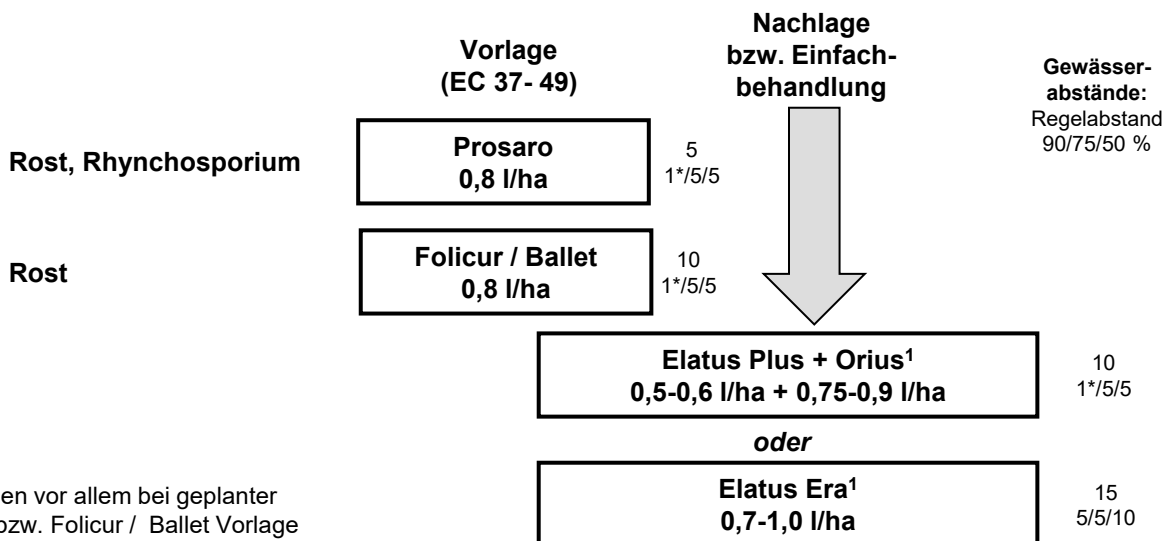 Vorlage
(EC 37- 49)
Nachlage
bzw. Einfach-
behandlung
Gewässer-
abstände:
Regelabstand
90/75/50 %
Rost, Rhynchosporium
Prosaro
0,8 l/ha
5
1*/5/5
Rost
Folicur / Ballet
0,8 l/ha
10
1*/5/5
Elatus Plus + Orius¹
0,5-0,6 l/ha + 0,75-0,9 l/ha
10
1*/5/5
oder
Elatus Era¹
0,7-1,0 l/ha
15
5/5/10
en vor allem bei geplanter
bzw. Folicur / Ballet Vorlage